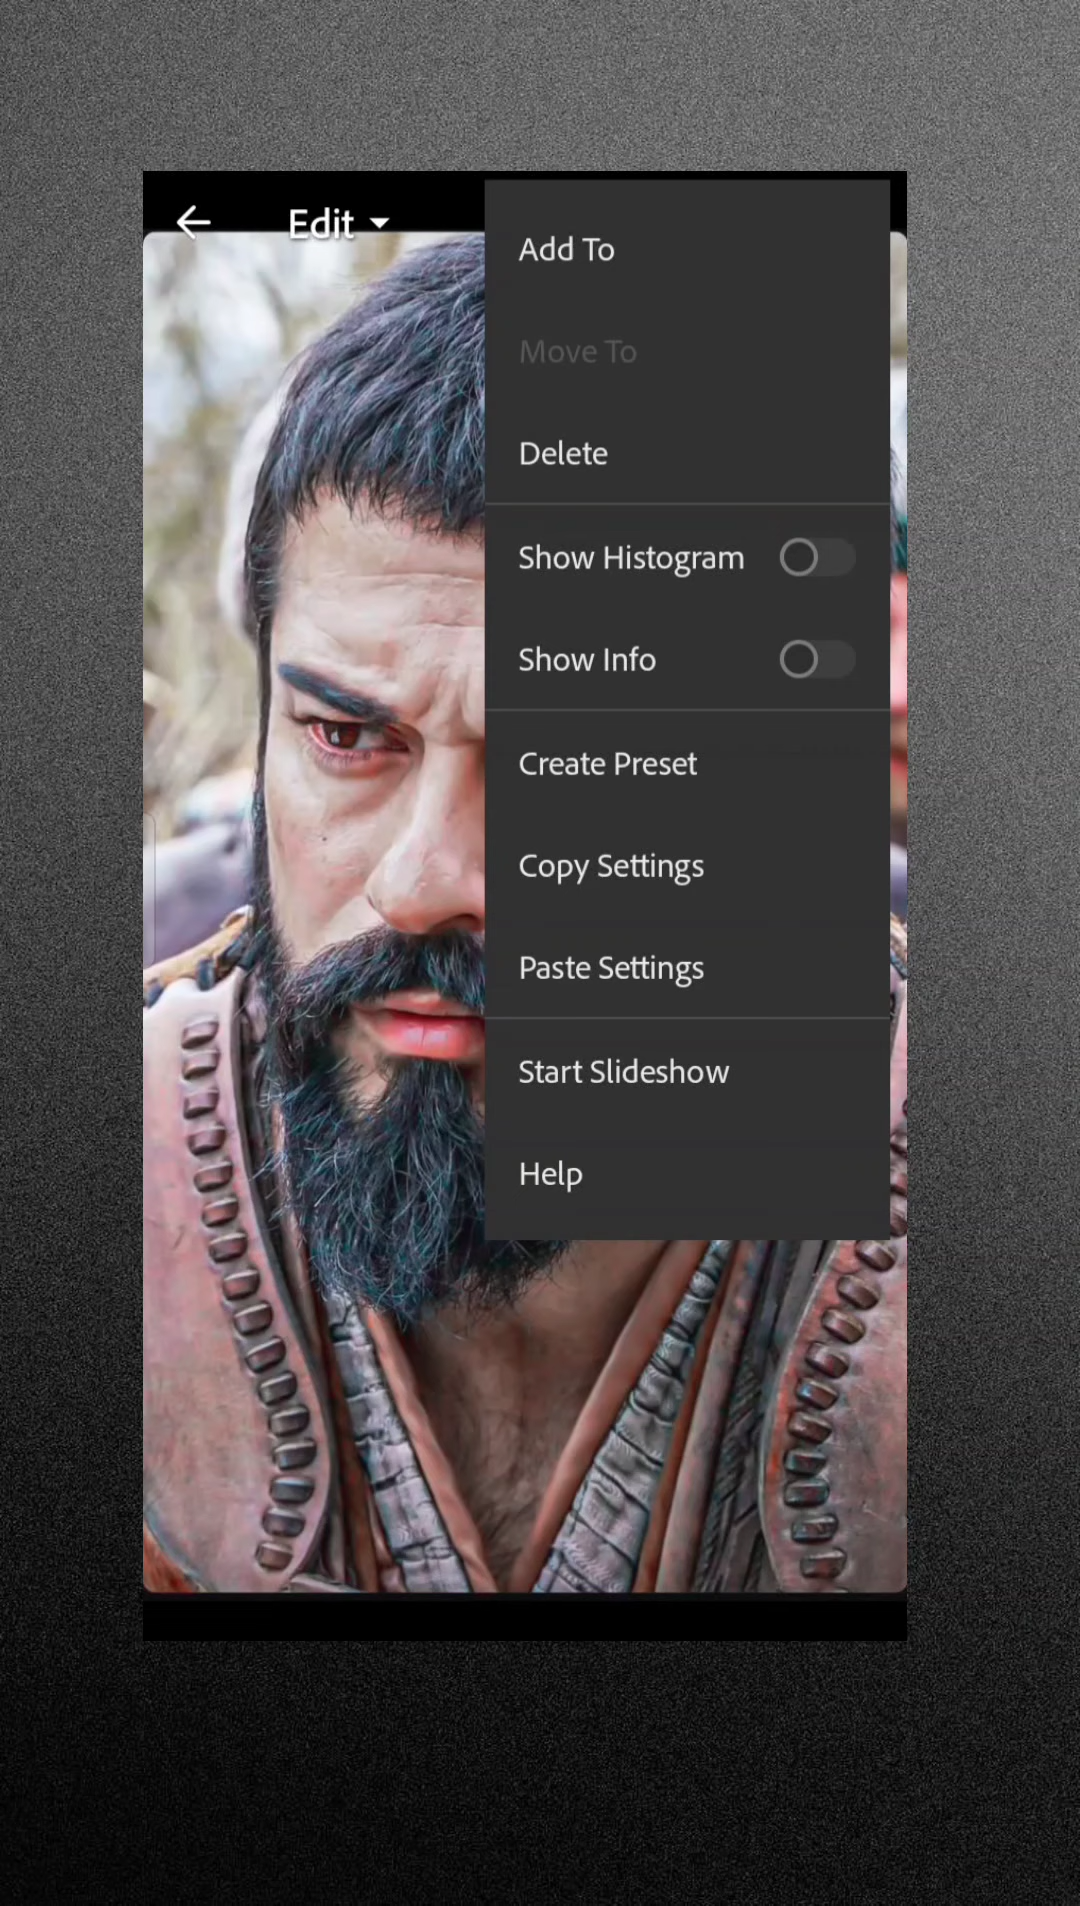 Edit
Add To
Move To
Delete
Show Histogram
Show Info
Create Preset
Copy Settings
Paste Settings
Start Slideshow
Help